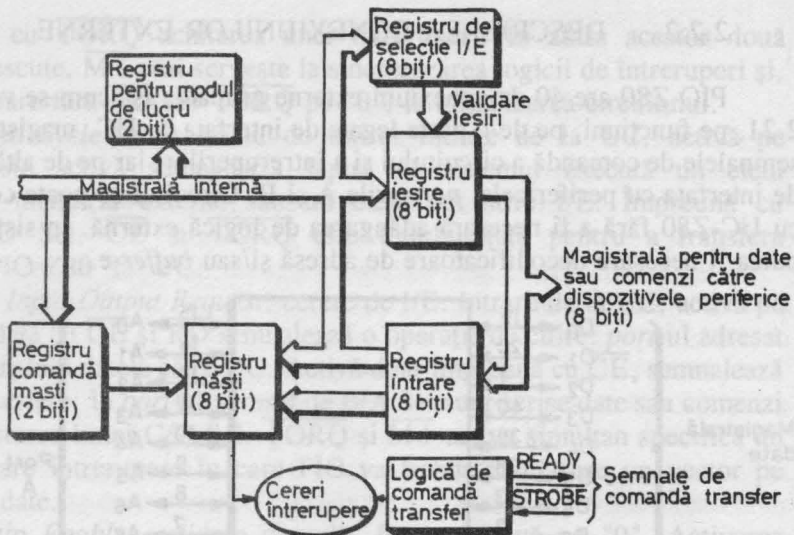 Registru de
selecție I/E
(8 biți)
Registru
pentru modul
de lucru
(2 biți)
Validare
ieșiri
Magistrală internă
Registru
ieșire
(8 biți)
Magistrală pentru date
sau comenzi către
dispozitivele periferice
(8 biți)
Registru
comandă
masti
(2 biți)
Registru
măști
(8 biți)
Registru
intrare
(8 biți)
Cereri
întrerupere
Logică de
comandă
transfer
READY
STROBE
Semnale de
comandă transfer